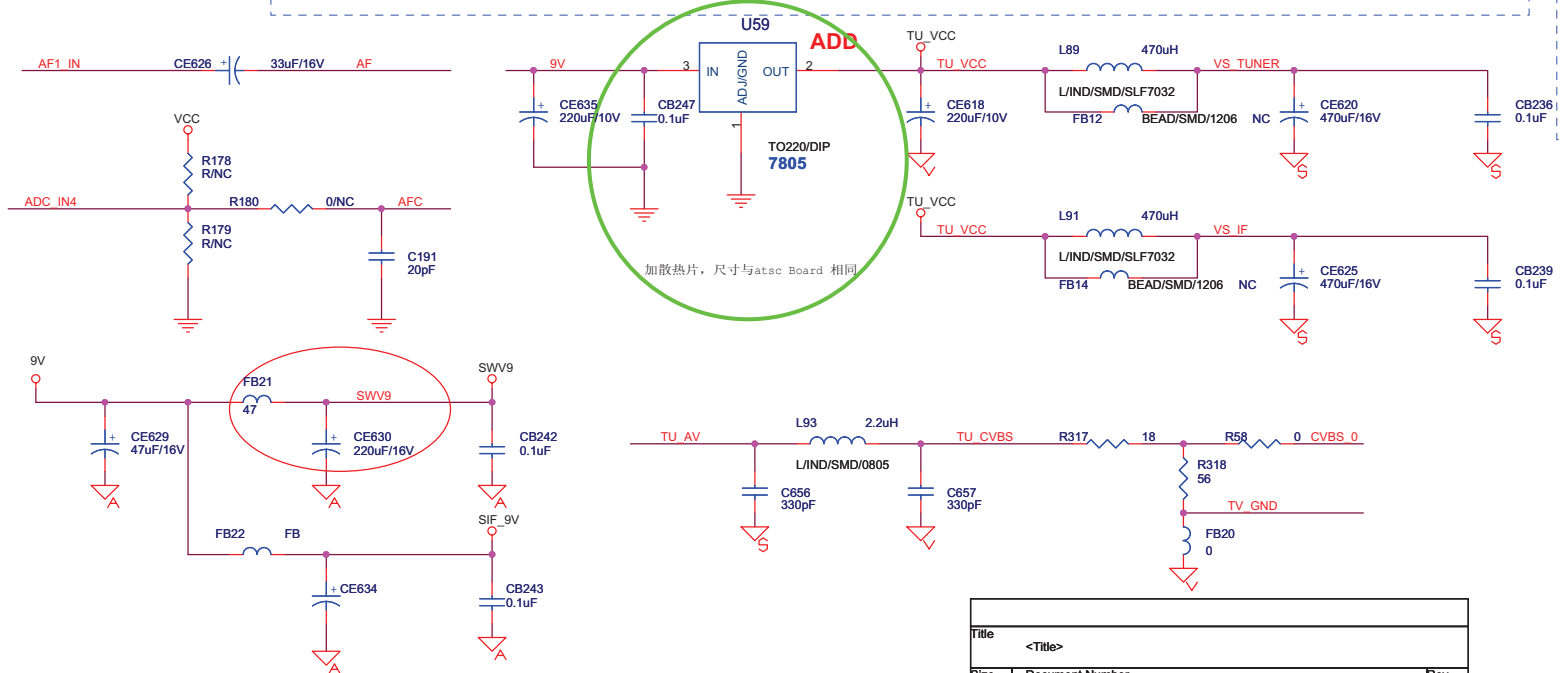 U59
ADD
AF1_IN
CE626
+
33uF/16V
AF
9V
3
IN
ADJ/GND
OUT
2
1
CE635
220uF/10V
+
CB247
0.1uF
TO220/DIP
7805
加散热片，尺寸与atsc Board 相同
TU_VCC
TU_VCC
CE618
220uF/10V
+
V
L89
470uH
L/IND/SMD/SLF7032
FB12
BEAD/SMD/1206
VS_TUNER
NC
CE620
470uF/16V
+
S
CB236
0.1uF
S
VCC
R178
R/NC
ADC_IN4
R180
0/NC
AFC
R179
R/NC
C191
20pF
TU_VCC
TU_VCC
L91
470uH
L/IND/SMD/SLF7032
FB14
BEAD/SMD/1206
VS_IF
NC
CE625
470uF/16V
+
S
CB239
0.1uF
S
9V
FB21
47
SWV9
SWV9
CE629
47uF/16V
+
A
CE630
220uF/16V
+
A
CB242
0.1uF
A
FB22
FB
SIF_9V
CE634
+
A
CB243
0.1uF
A
TU_AV
L93
2.2uH
L/IND/SMD/0805
C656
330pF
S
TU_CVBS
C657
330pF
V
R317
18
R58
0
CVBS_0
R318
56
TV_GND
FB20
0
V
Title
<Title>
Size
Document Number
Rev